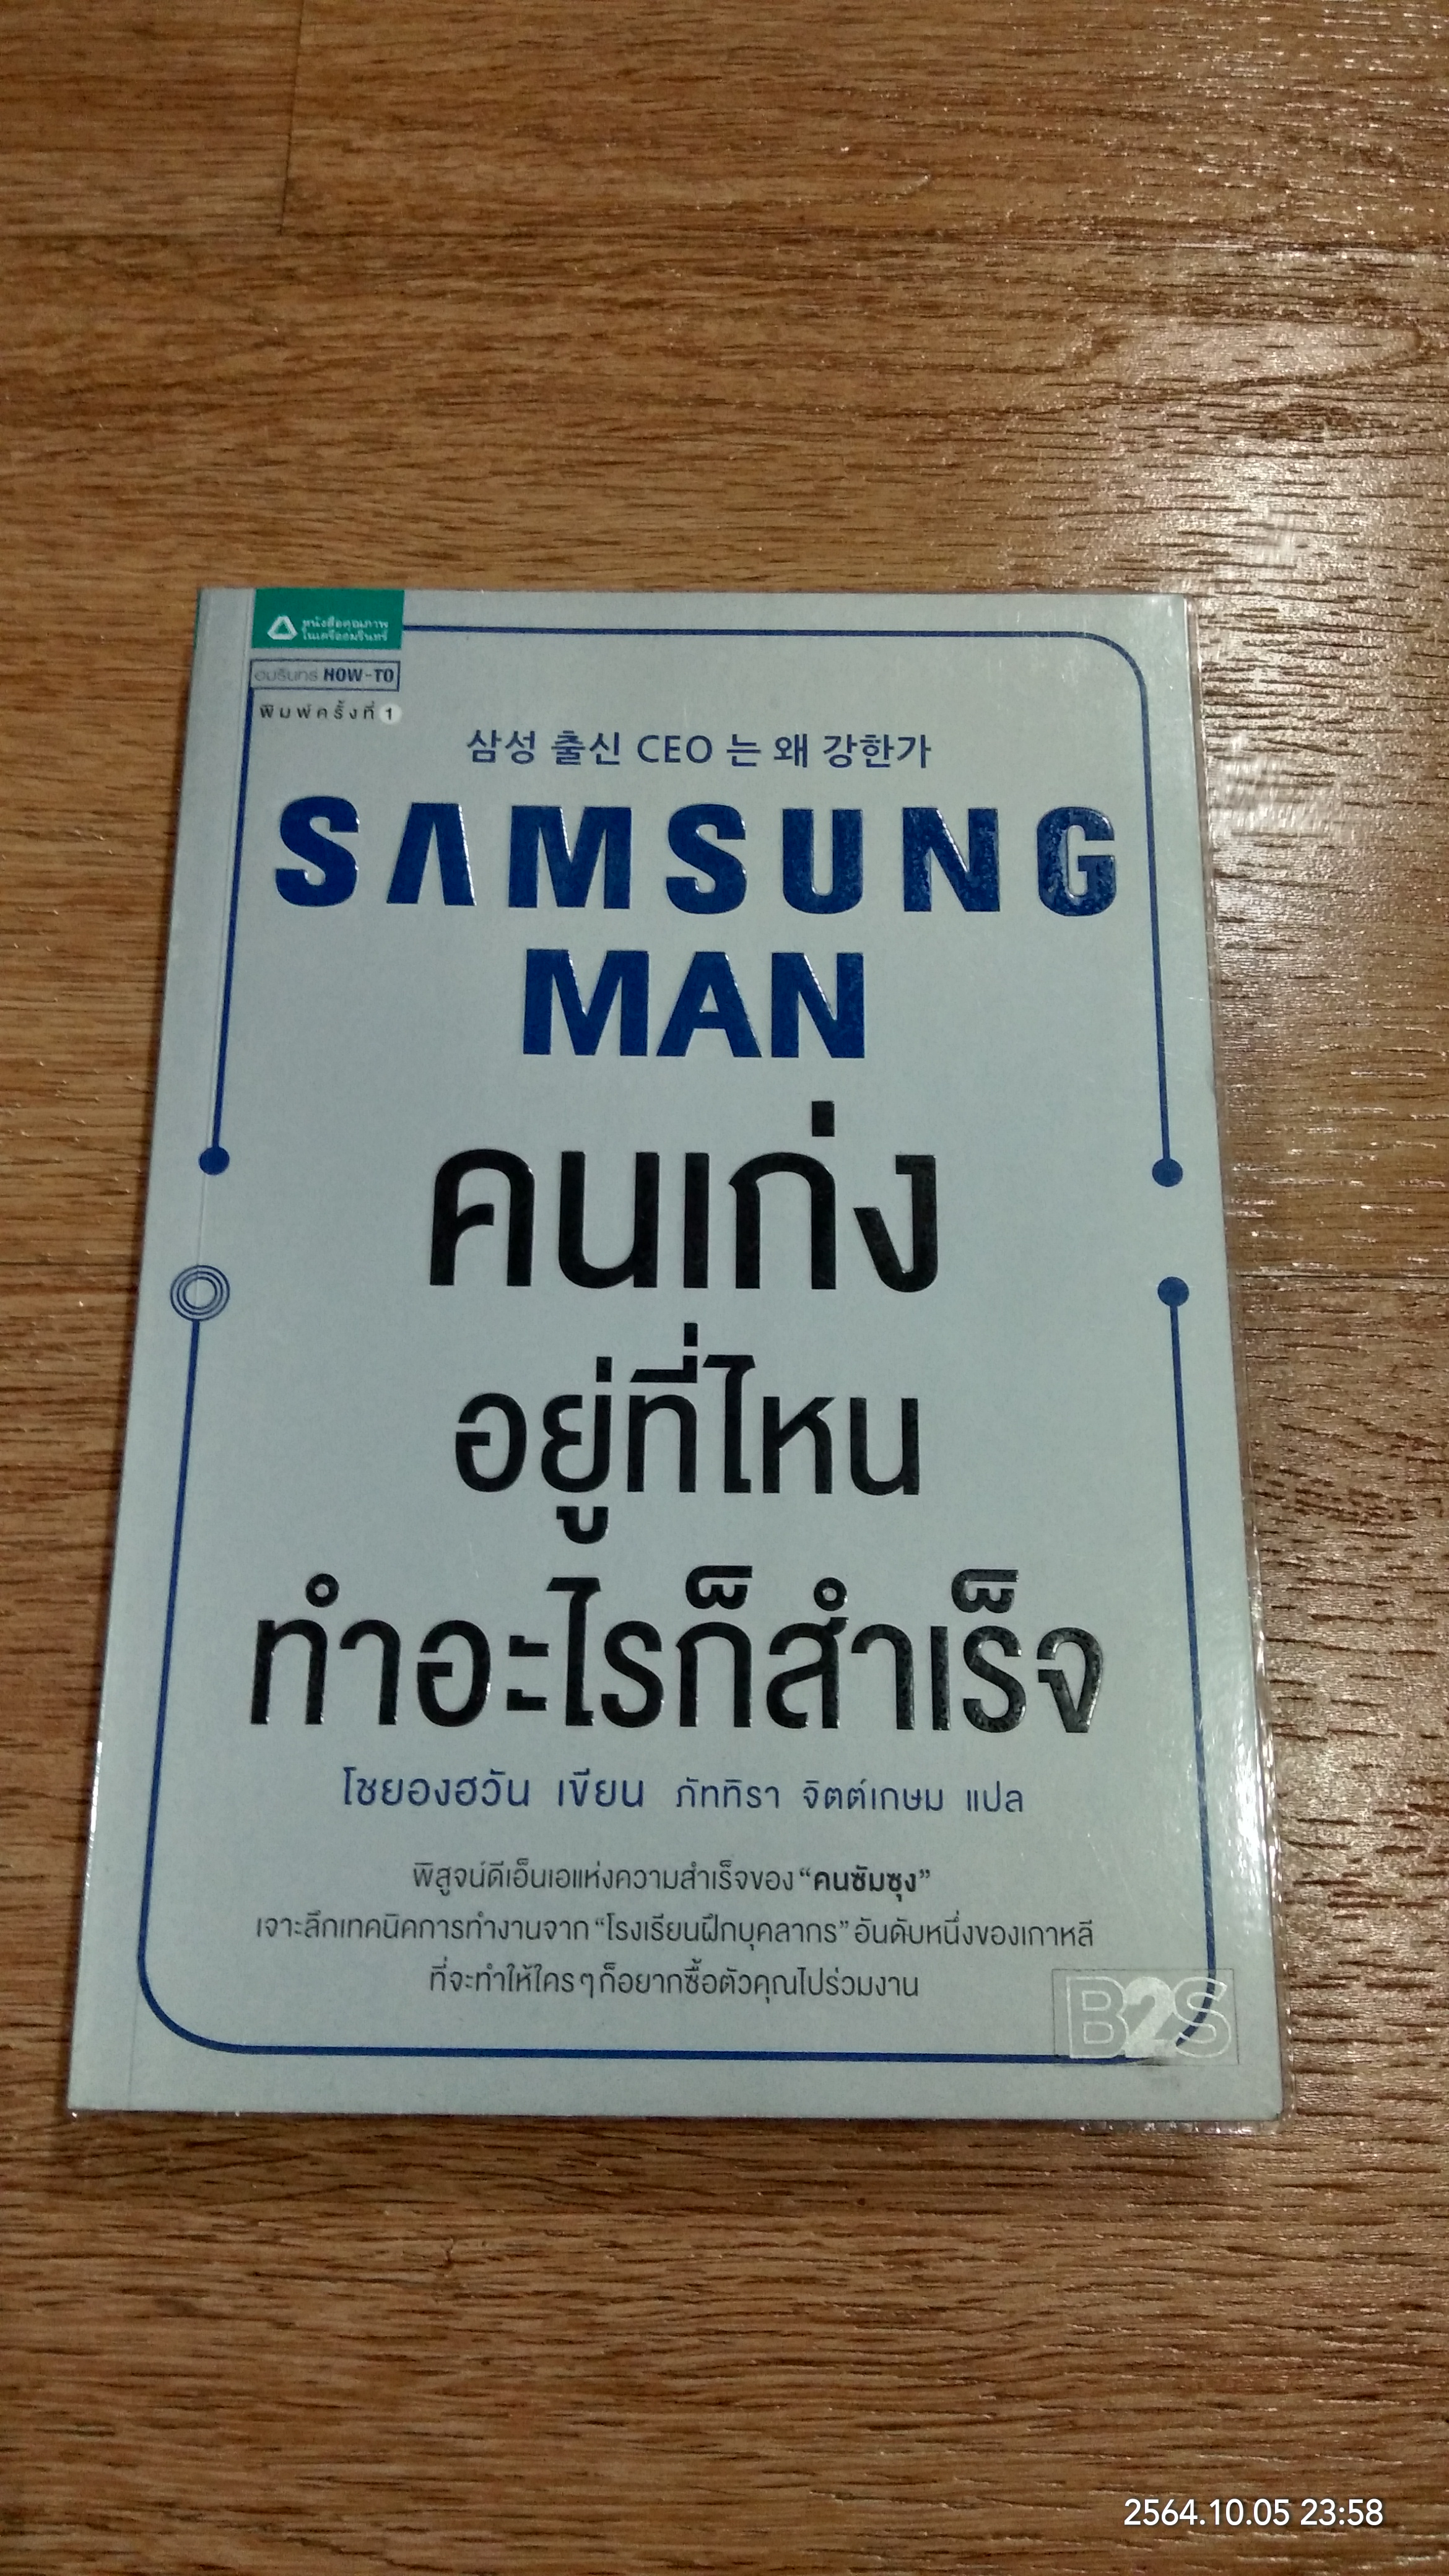 หนังสือคุณภาพ
ในเครืออมรินทร์
อมรินทร์ HOW-TO
พิมพ์ครั้งที่ 1
삼성 출신 CEO 는 왜 강한가
SAMSUNG
MAN
คนเก่ง
อยู่ที่ไหน
ทำอะไรก็สำเร็จ
โชยองฮวัน เขียน ภัททิรา จิตต์เกษม แปล
พิสูจน์ดีเอ็นเอแห่งความสำเร็จของ “คนซัมซุง”
เจาะลึกเทคนิคการทำงานจาก “โรงเรียนฝึกบุคลากร” อันดับหนึ่งของเกาหลี
ที่จะทำให้ใครๆ ก็อยากซื้อตัวคุณไปร่วมงาน
B2S
2564.10.05 23:58